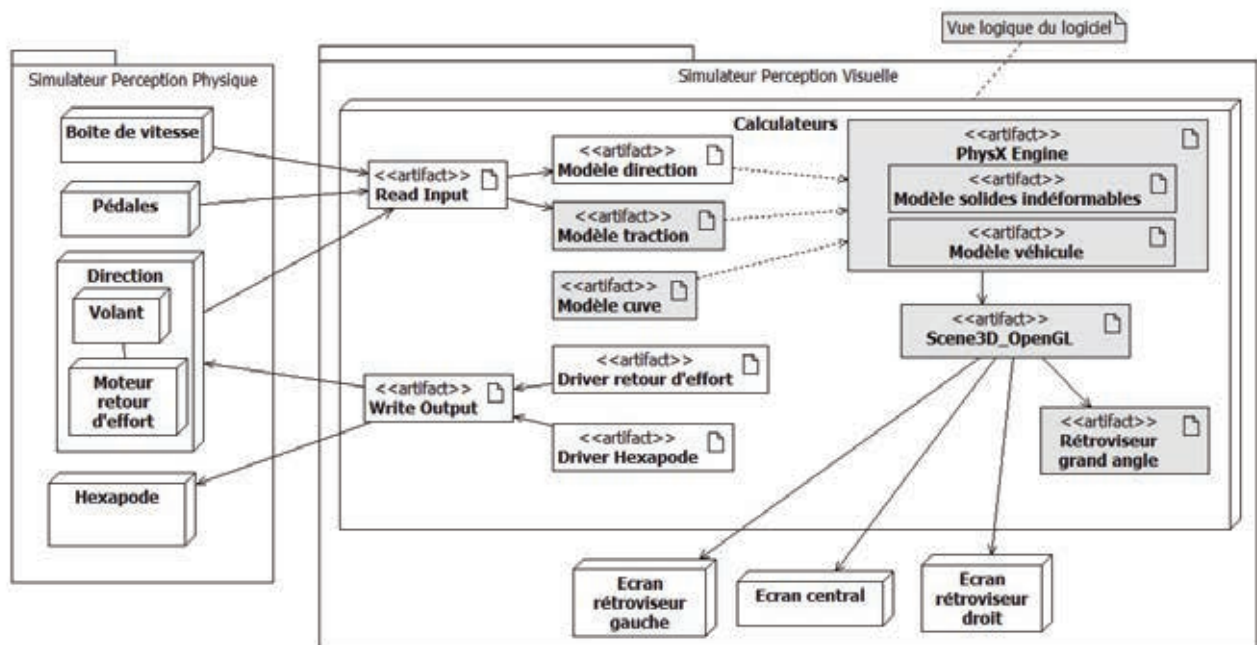 Vue logique du logiciel
Simulateur Perception Physique
Boîte de vitesse
Pédales
Direction
Volant
Moteur
retour
d'effort
Hexapode
Simulateur Perception Visuelle
Calculateurs
<<artifact>>
Read Input
<<artifact>>
Write Output
<<artifact>>
Modèle direction
<<artifact>>
Modèle traction
<<artifact>>
Modèle cuve
<<artifact>>
Driver retour d'effort
<<artifact>>
Driver Hexapode
<<artifact>>
PhysX Engine
<<artifact>>
Modèle solides indéformables
<<artifact>>
Modèle véhicule
<<artifact>>
Scene3D_OpenGL
<<artifact>>
Rétroviseur
grand angle
Ecran
rétroviseur
gauche
Ecran central
Ecran
rétroviseur
droit